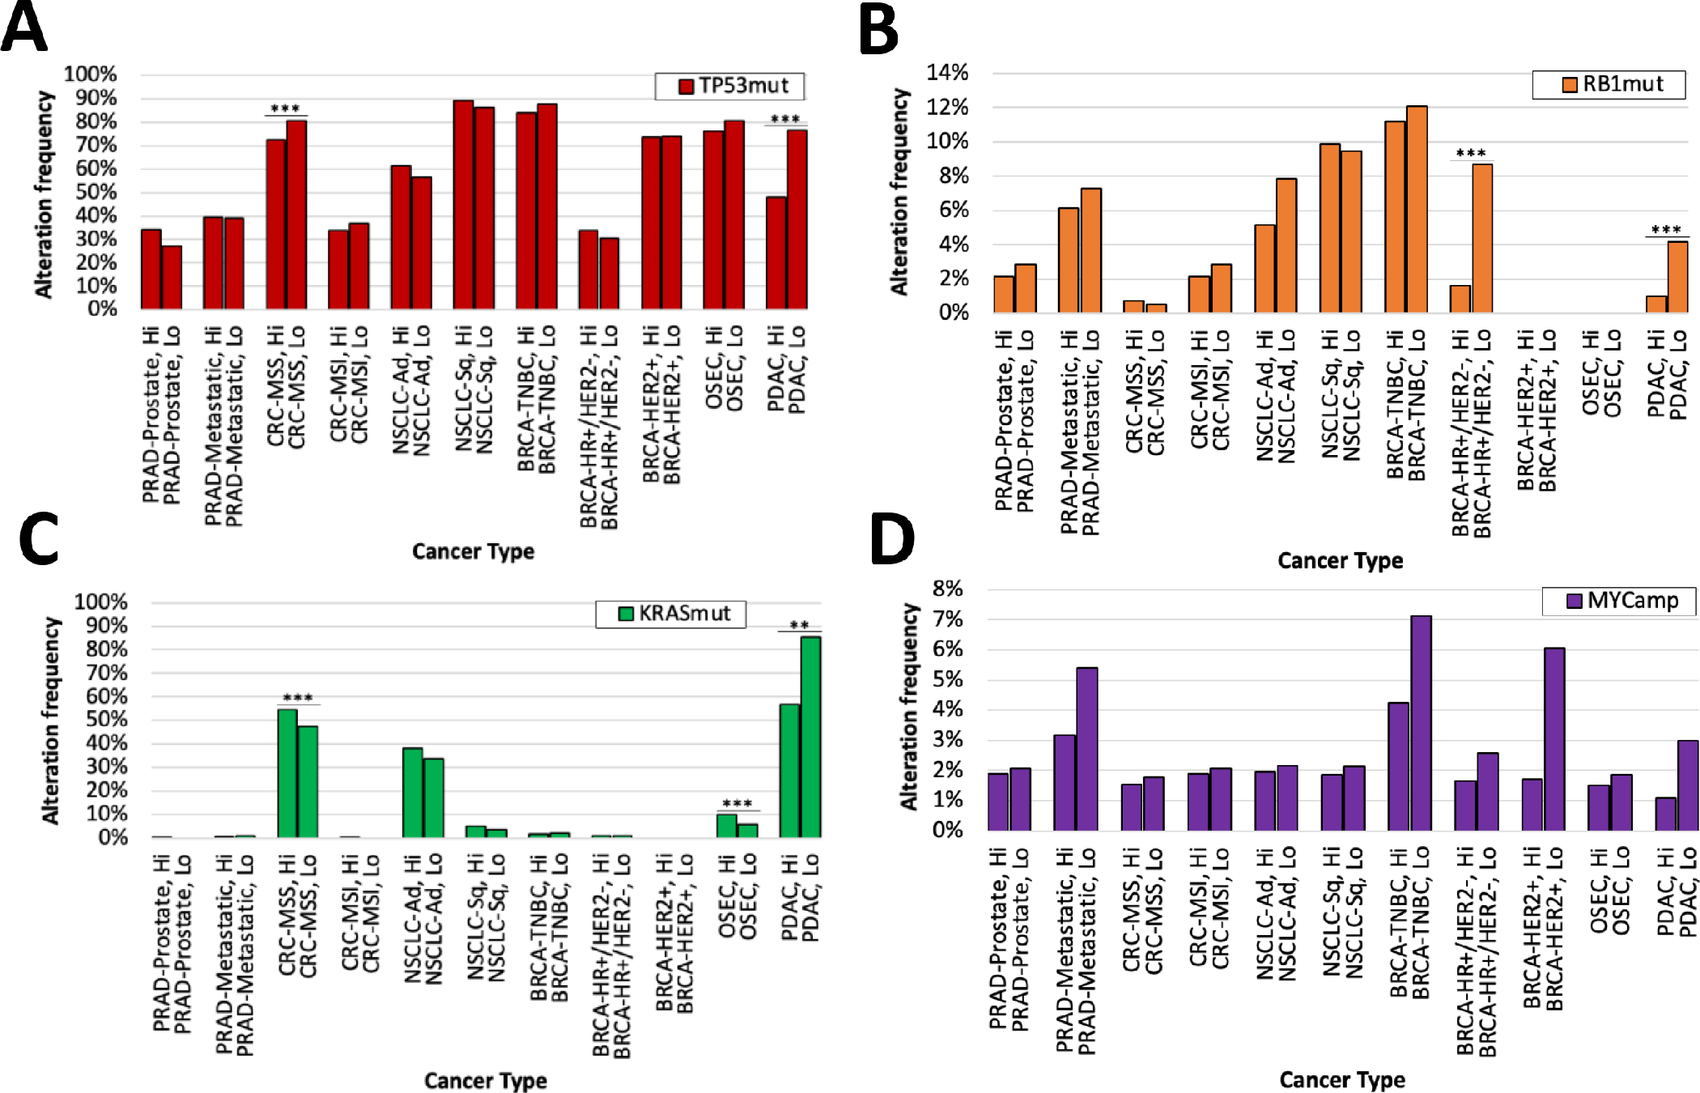 A
TP53mut
Alteration frequency
100%
90%
80%
70%
60%
50%
40%
30%
20%
10%
0%
***
***
PRAD-Prostate, Hi
PRAD-Prostate, Lo
PRAD-Metastatic, Hi
PRAD-Metastatic, Lo
CRC-MSS, Hi
CRC-MSS, Lo
CRC-MSI, Hi
CRC-MSI, Lo
NSCLC-Ad, Hi
NSCLC-Ad, Lo
NSCLC-Sq, Hi
NSCLC-Sq, Lo
BRCA-TNBC, Hi
BRCA-TNBC, Lo
BRCA-HR+/HER2-, Hi
BRCA-HR+/HER2-, Lo
BRCA-HER2+, Hi
BRCA-HER2+, Lo
OSEC, Hi
OSEC, Lo
PDAC, Hi
PDAC, Lo
Cancer Type
B
RB1mut
Alteration frequency
14%
12%
10%
8%
6%
4%
2%
0%
***
***
PRAD-Prostate, Hi
PRAD-Prostate, Lo
PRAD-Metastatic, Hi
PRAD-Metastatic, Lo
CRC-MSS, Hi
CRC-MSS, Lo
CRC-MSI, Hi
CRC-MSI, Lo
NSCLC-Ad, Hi
NSCLC-Ad, Lo
NSCLC-Sq, Hi
NSCLC-Sq, Lo
BRCA-TNBC, Hi
BRCA-TNBC, Lo
BRCA-HR+/HER2-, Hi
BRCA-HR+/HER2-, Lo
BRCA-HER2+, Hi
BRCA-HER2+, Lo
OSEC, Hi
OSEC, Lo
PDAC, Hi
PDAC, Lo
Cancer Type
C
KRASmut
Alteration frequency
100%
90%
80%
70%
60%
50%
40%
30%
20%
10%
0%
***
***
**
PRAD-Prostate, Hi
PRAD-Prostate, Lo
PRAD-Metastatic, Hi
PRAD-Metastatic, Lo
CRC-MSS, Hi
CRC-MSS, Lo
CRC-MSI, Hi
CRC-MSI, Lo
NSCLC-Ad, Hi
NSCLC-Ad, Lo
NSCLC-Sq, Hi
NSCLC-Sq, Lo
BRCA-TNBC, Hi
BRCA-TNBC, Lo
BRCA-HR+/HER2-, Hi
BRCA-HR+/HER2-, Lo
BRCA-HER2+, Hi
BRCA-HER2+, Lo
OSEC, Hi
OSEC, Lo
PDAC, Hi
PDAC, Lo
Cancer Type
D
MYCamp
Alteration frequency
8%
7%
6%
5%
4%
3%
2%
1%
0%
PRAD-Prostate, Hi
PRAD-Prostate, Lo
PRAD-Metastatic, Hi
PRAD-Metastatic, Lo
CRC-MSS, Hi
CRC-MSS, Lo
CRC-MSI, Hi
CRC-MSI, Lo
NSCLC-Ad, Hi
NSCLC-Ad, Lo
NSCLC-Sq, Hi
NSCLC-Sq, Lo
BRCA-TNBC, Hi
BRCA-TNBC, Lo
BRCA-HR+/HER2-, Hi
BRCA-HR+/HER2-, Lo
BRCA-HER2+, Hi
BRCA-HER2+, Lo
OSEC, Hi
OSEC, Lo
PDAC, Hi
PDAC, Lo
Cancer Type